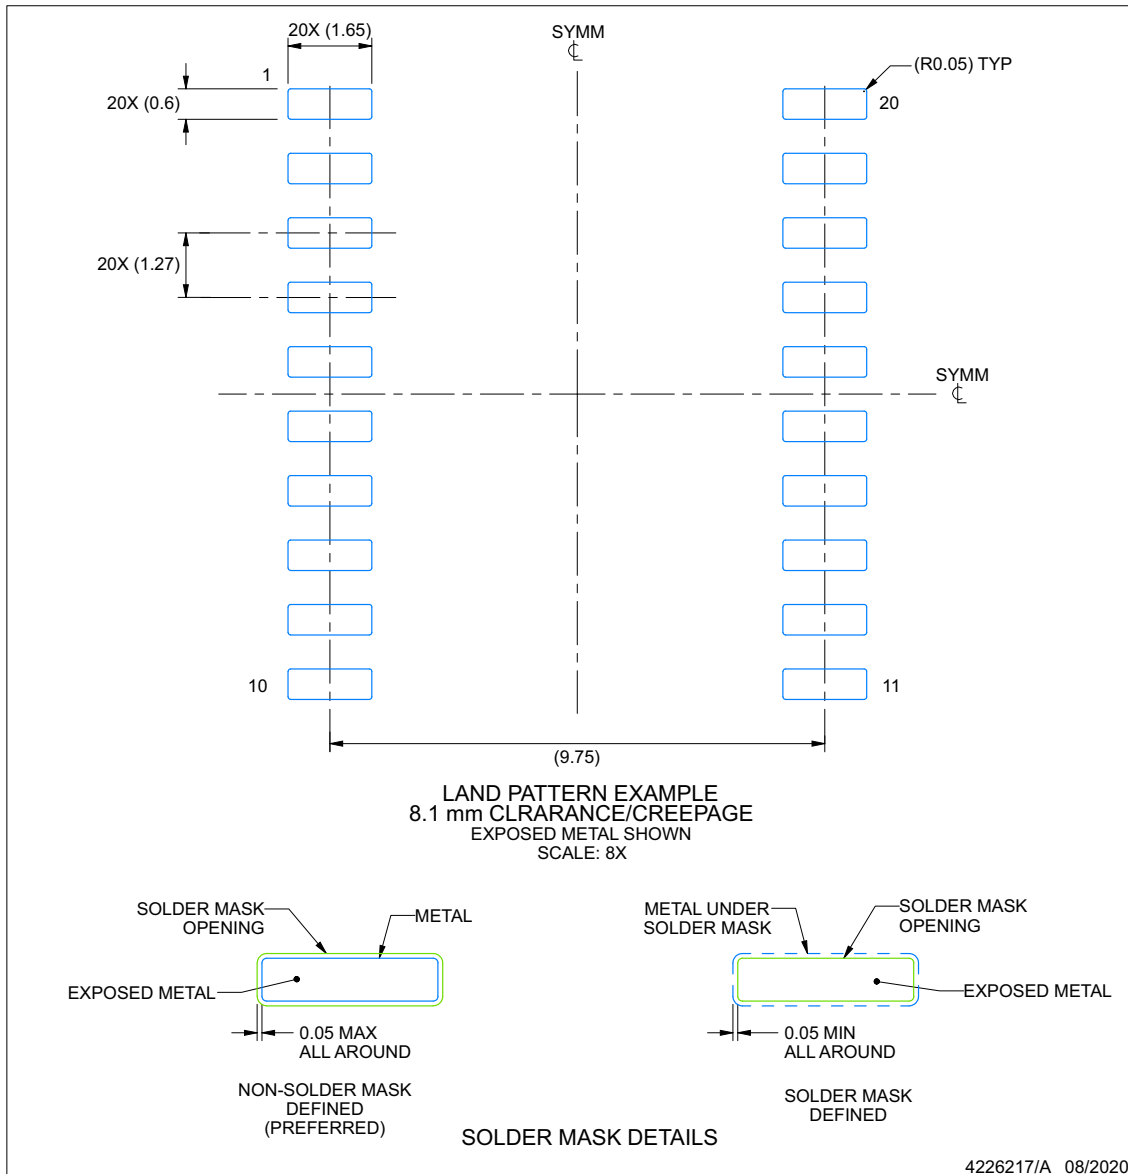 20X (1.65)
SYMM
℄
(R0.05) TYP
1
20X (0.6)
20
20X (1.27)
SYMM
℄
10
11
(9.75)
LAND PATTERN EXAMPLE
8.1 mm CLRARANCE/CREEPAGE
EXPOSED METAL SHOWN
SCALE: 8X
SOLDER MASK
OPENING
METAL
EXPOSED METAL
0.05 MAX
ALL AROUND
NON-SOLDER MASK
DEFINED
(PREFERRED)
METAL UNDER
SOLDER MASK
SOLDER MASK
OPENING
EXPOSED METAL
0.05 MIN
ALL AROUND
SOLDER MASK
DEFINED
SOLDER MASK DETAILS
4226217/A 08/2020